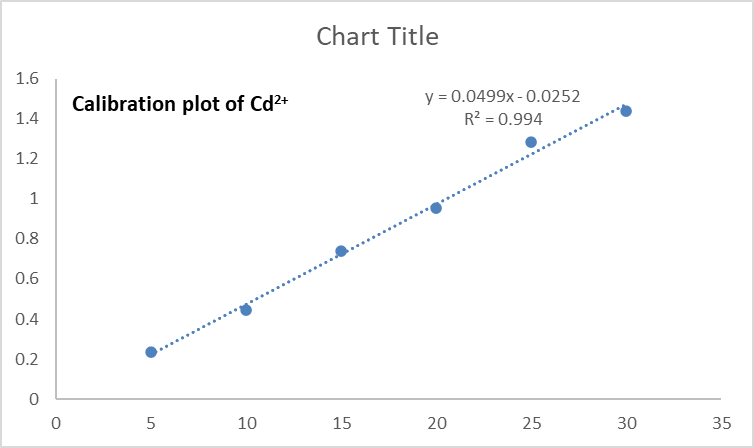 Chart Title
Calibration plot of Cd²⁺
y = 0.0499x - 0.0252
R² = 0.994
1.6
1.4
1.2
1
0.8
0.6
0.4
0.2
0
0 5 10 15 20 25 30 35